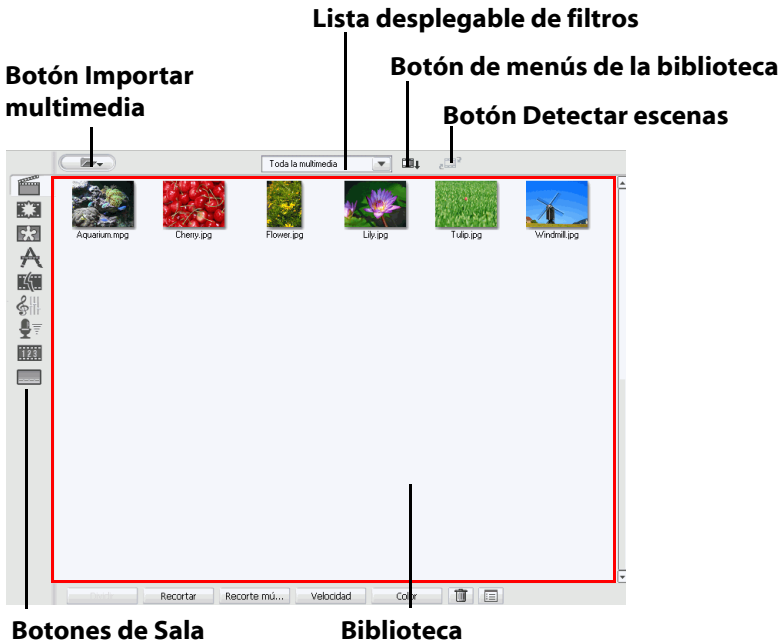 Lista desplegable de filtros
Botón Importar
multimedia
Botón de menús de la biblioteca
Botón Detectar escenas
Toda la multimedia
Aquarium.mpg
Cherry.jpg
Flower.jpg
Lily.jpg
Tulip.jpg
Windmill.jpg
123
Recortar
Recorte mú...
Velocidad
Color
Botones de Sala
Biblioteca